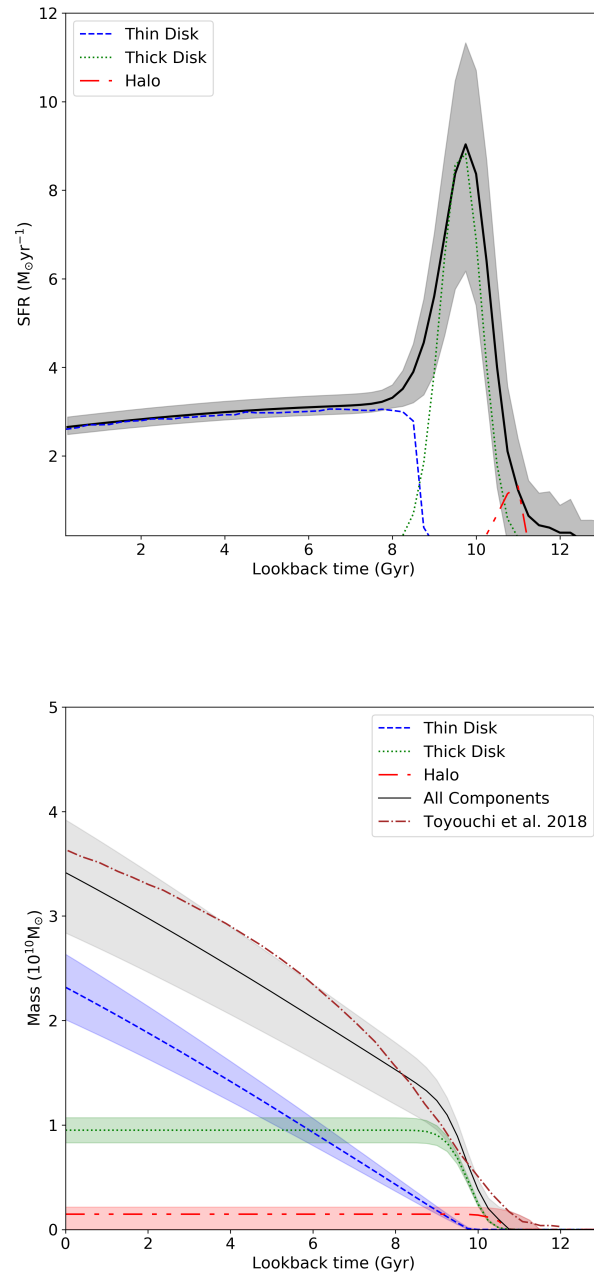 12
10
8
6
4
2
SFR (M⊙yr⁻¹)
Thin Disk
Thick Disk
Halo
2 4 6 8 10 12
Lookback time (Gyr)
5
4
3
2
1
0
Mass (10¹⁰M⊙)
Thin Disk
Thick Disk
Halo
All Components
Toyouchi et al. 2018
0 2 4 6 8 10 12
Lookback time (Gyr)